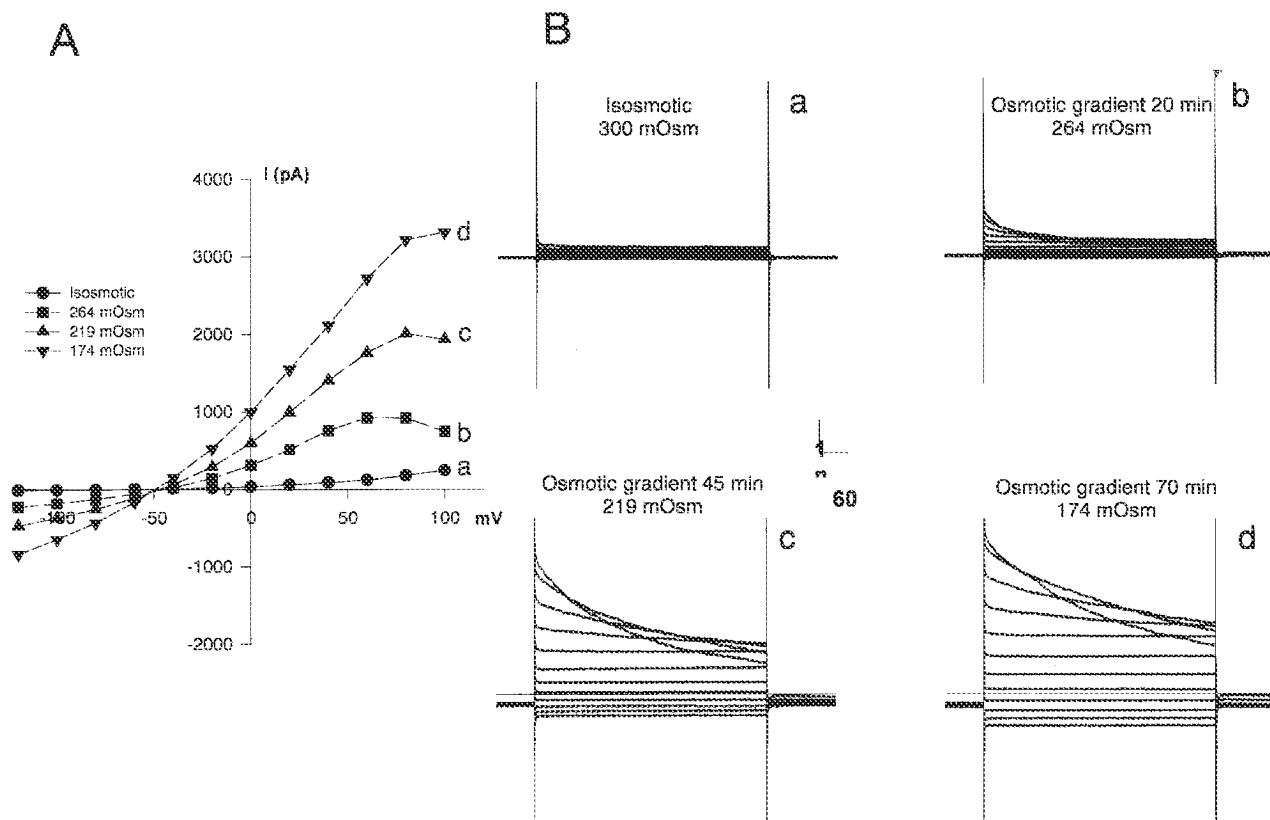 A
B
I (pA)
4000
3000
2000
1000
0
-1000
-2000
-50
0
50
100
mV
Isosmotic
264 mOsm
219 mOsm
174 mOsm
d
c
b
a
Isosmotic
300 mOsm
a
Osmotic gradient 20 min
264 mOsm
b
60
Osmotic gradient 45 min
219 mOsm
c
Osmotic gradient 70 min
174 mOsm
d